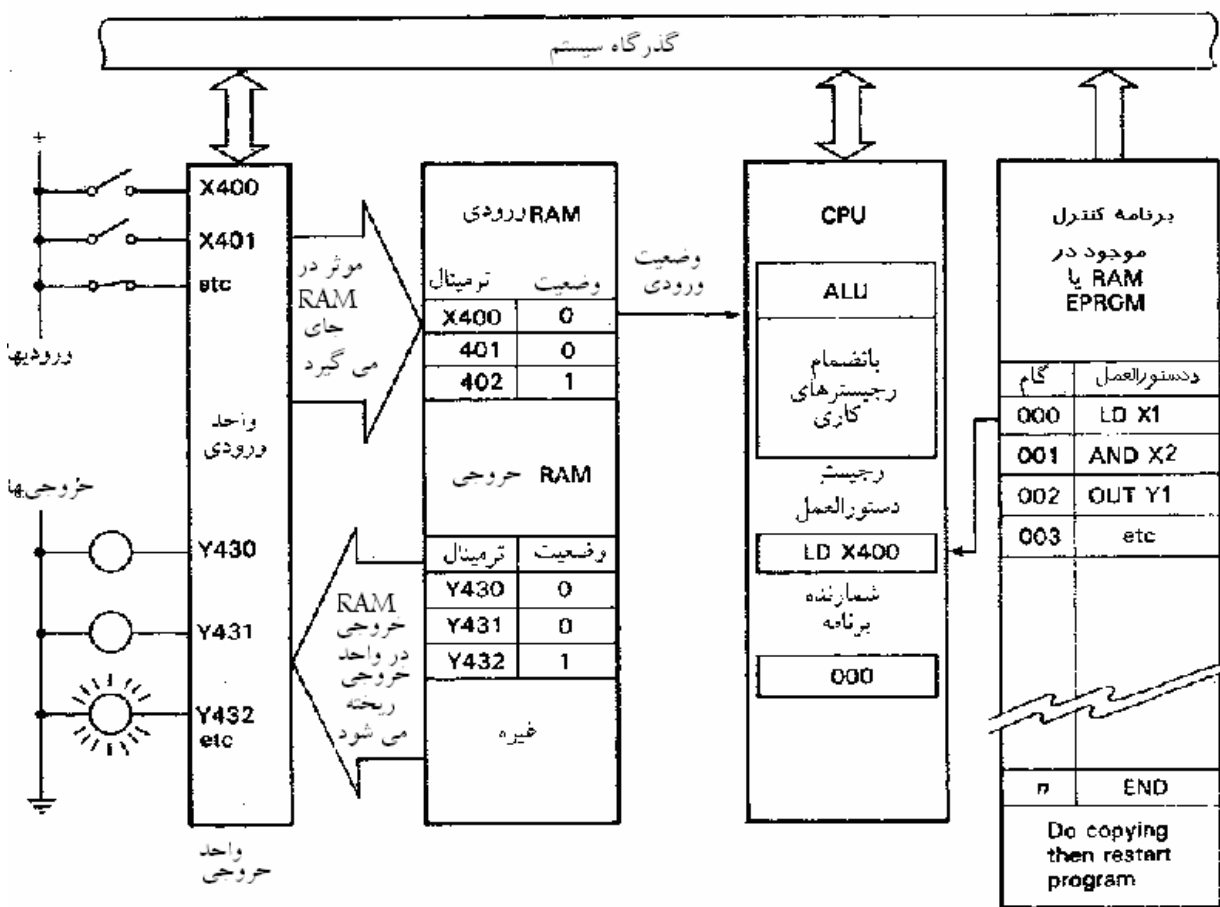 گذرگاه سیستم
+
X400
X401
etc
ورودیها
واحد
ورودی
خروجی‌ها
Y430
Y431
Y432
etc
واحد
خروجی
موثر در
RAM
جای
می گیرد
RAM ورودی
ترمینال وضعیت
X400 0
401 0
402 1
RAM خروجی
ترمینال وضعیت
Y430 0
Y431 0
Y432 1
غیره
RAM
خروجی
در واحد
خروجی
ریخته
می شود
وضعیت
ورودی
CPU
ALU
باتضمام
رجیسترهای
کاری
رجیستر
دستورالعمل
LD X400
شمارنده
برنامه
000
برنامه کنترل
موجود در
RAM یا
EPROM
گام دستورالعمل
000 LD X1
001 AND X2
002 OUT Y1
003 etc
n END
Do copying
then restart
program